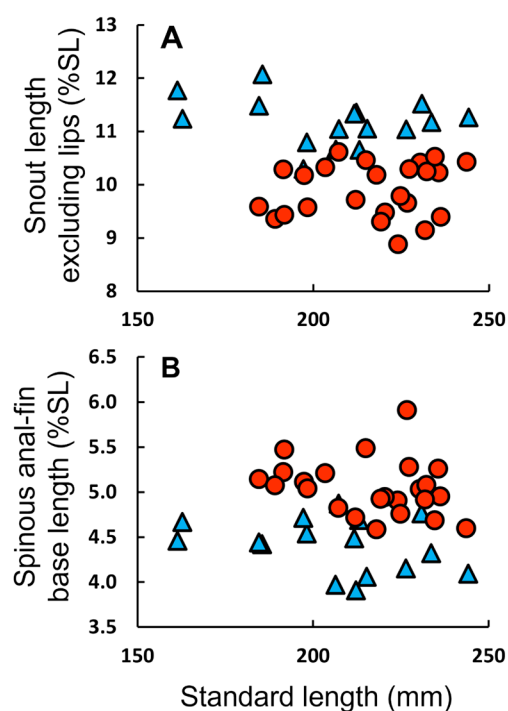 A
Snout length
excluding lips (%SL)
13
12
11
10
9
8
150
200
250
B
Spinous anal-fin
base length (%SL)
6.5
6.0
5.5
5.0
4.5
4.0
3.5
150
200
250
Standard length (mm)